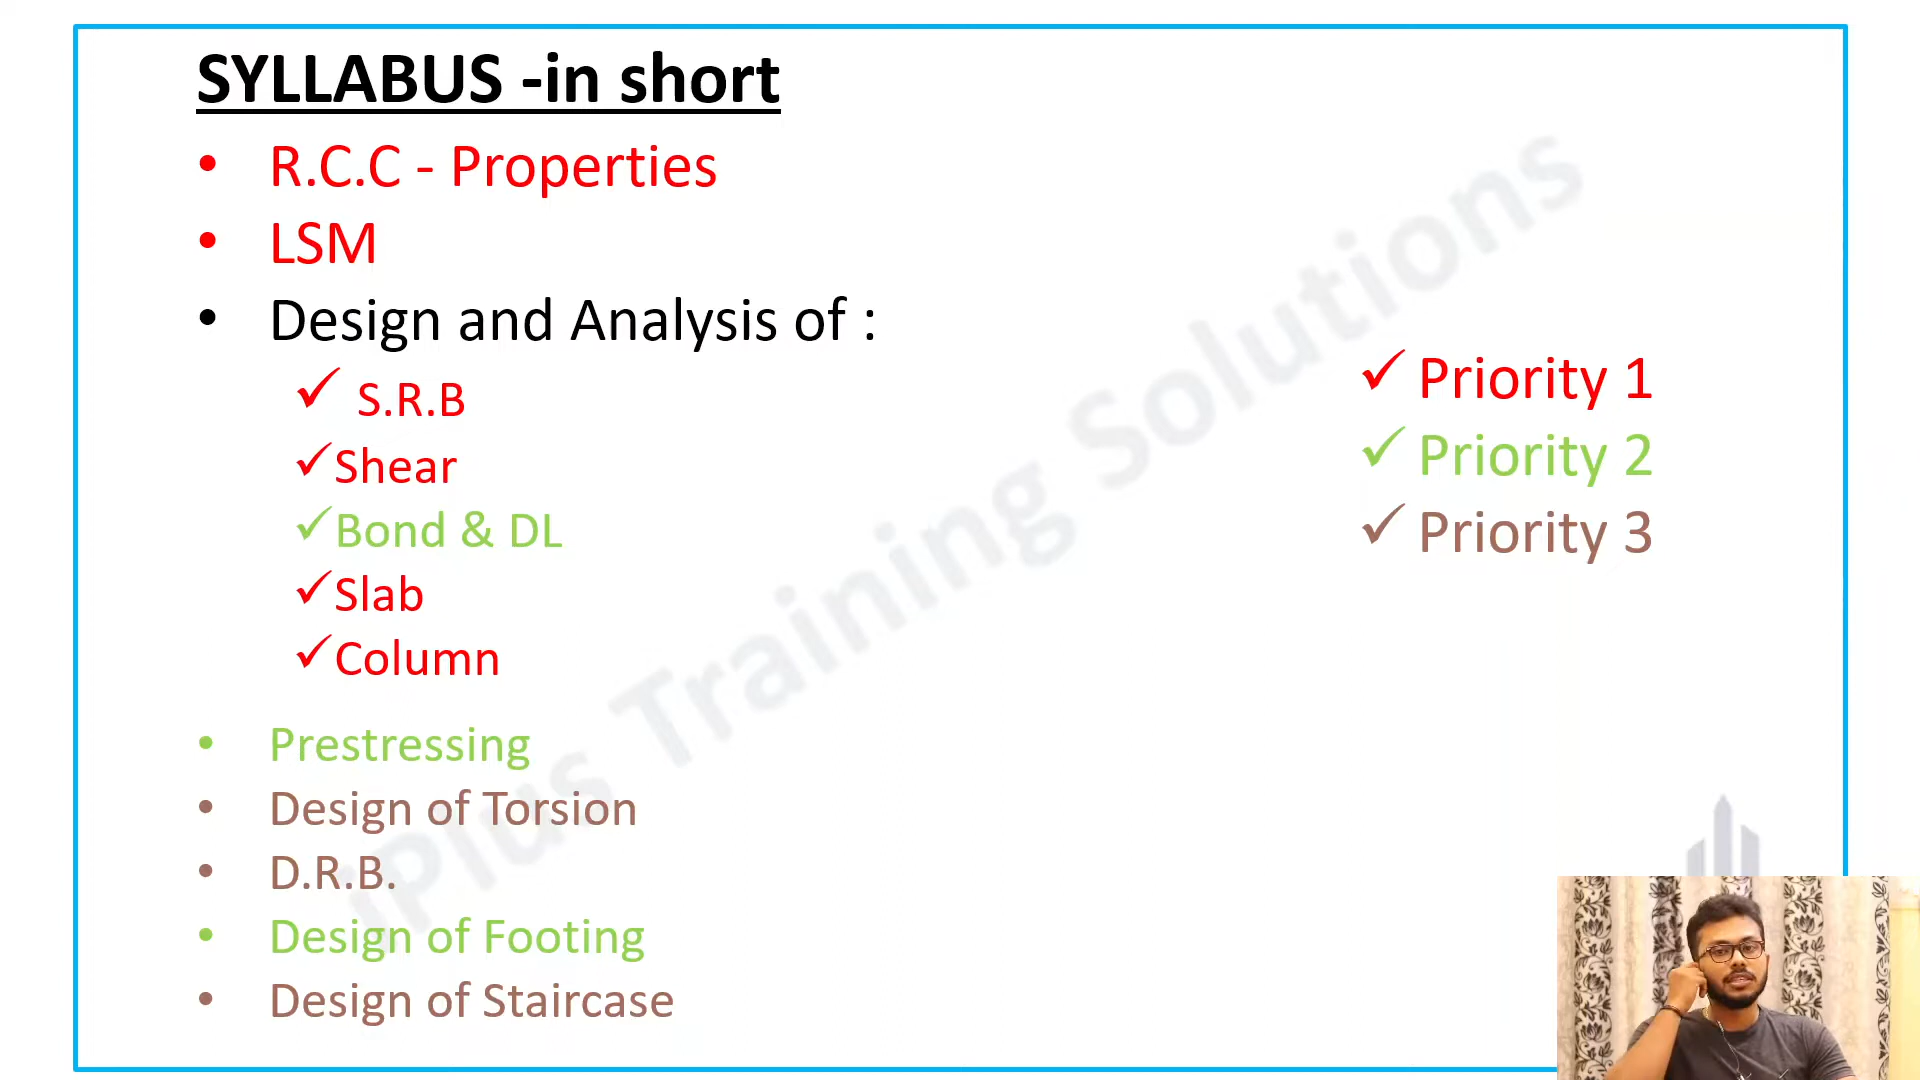 SYLLABUS -in short
R.C.C - Properties
LSM
Design and Analysis of :
S.R.B
Shear
Bond & DL
Slab
Column
Prestressing
Design of Torsion
D.R.B.
Design of Footing
Design of Staircase
Priority 1
Priority 2
Priority 3
iPlus Training Solutions